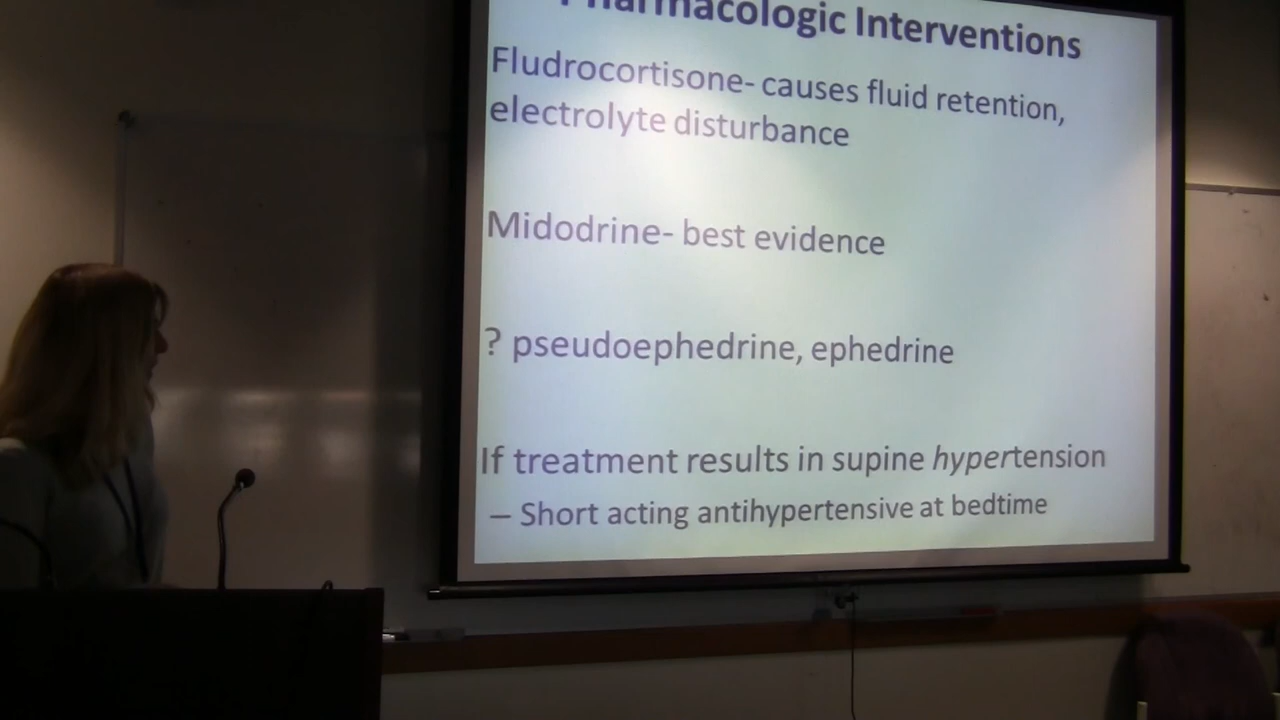 Pharmacologic Interventions
Fludrocortisone- causes fluid retention,
electrolyte disturbance
Midodrine- best evidence
? pseudoephedrine, ephedrine
If treatment results in supine hypertension
– Short acting antihypertensive at bedtime